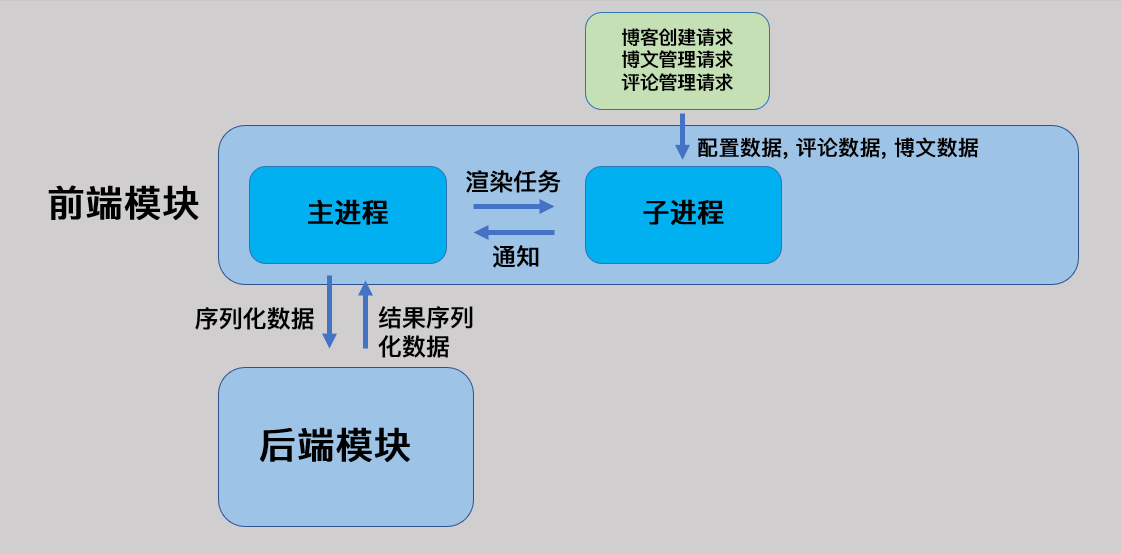 博客创建请求
博文管理请求
评论管理请求
配置数据, 评论数据, 博文数据
前端模块
主进程
渲染任务
通知
子进程
序列化数据
结果序列
化数据
后端模块